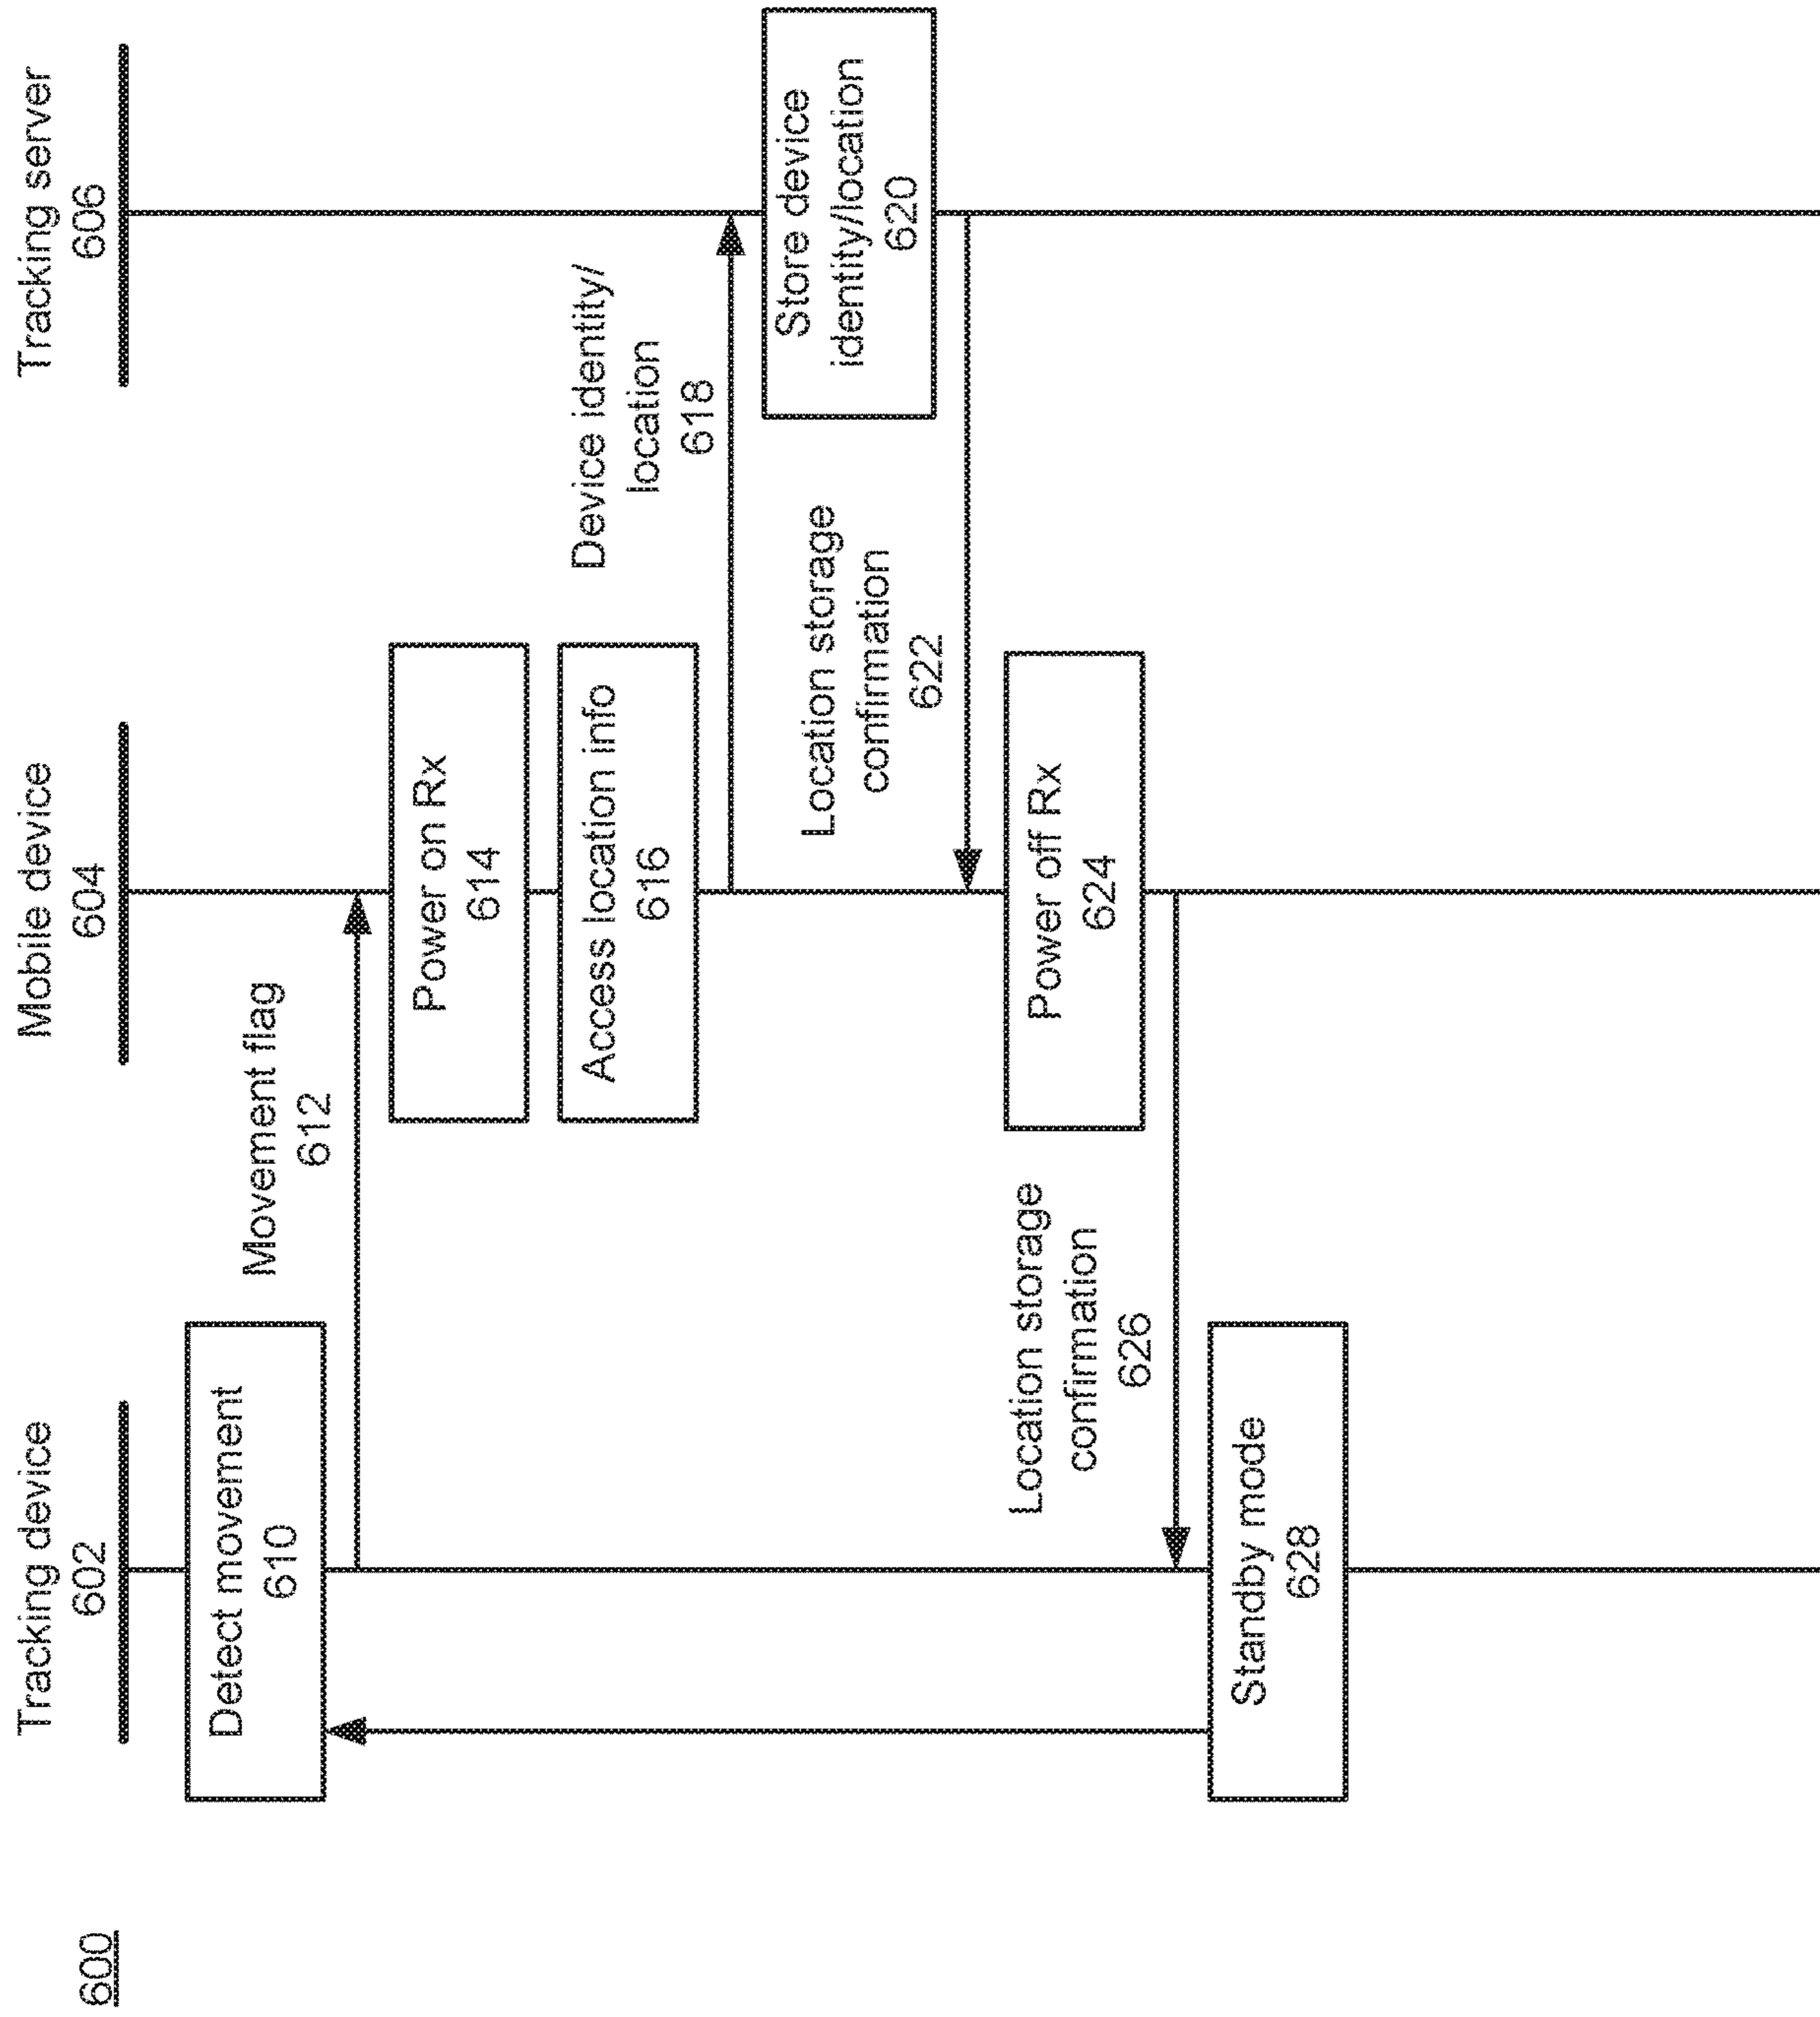 600
Tracking device
602
Mobile device
604
Tracking server
606
Detect movement
610
Movement flag
612
Power on Rx
614
Access location info
616
Device identity/
location
618
Store device
identity/location
620
Location storage
confirmation
622
Power off Rx
624
Location storage
confirmation
626
Standby mode
628